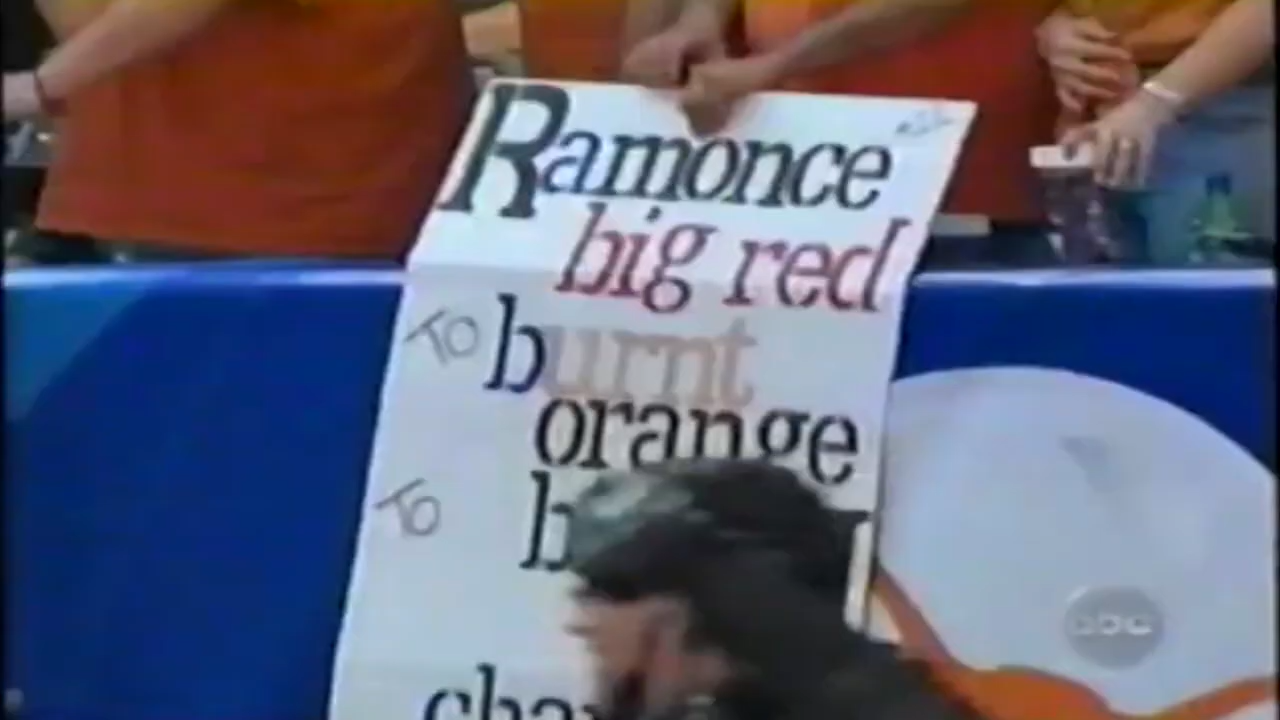 Ramonce
big red
TO burnt
orange
TO
abc